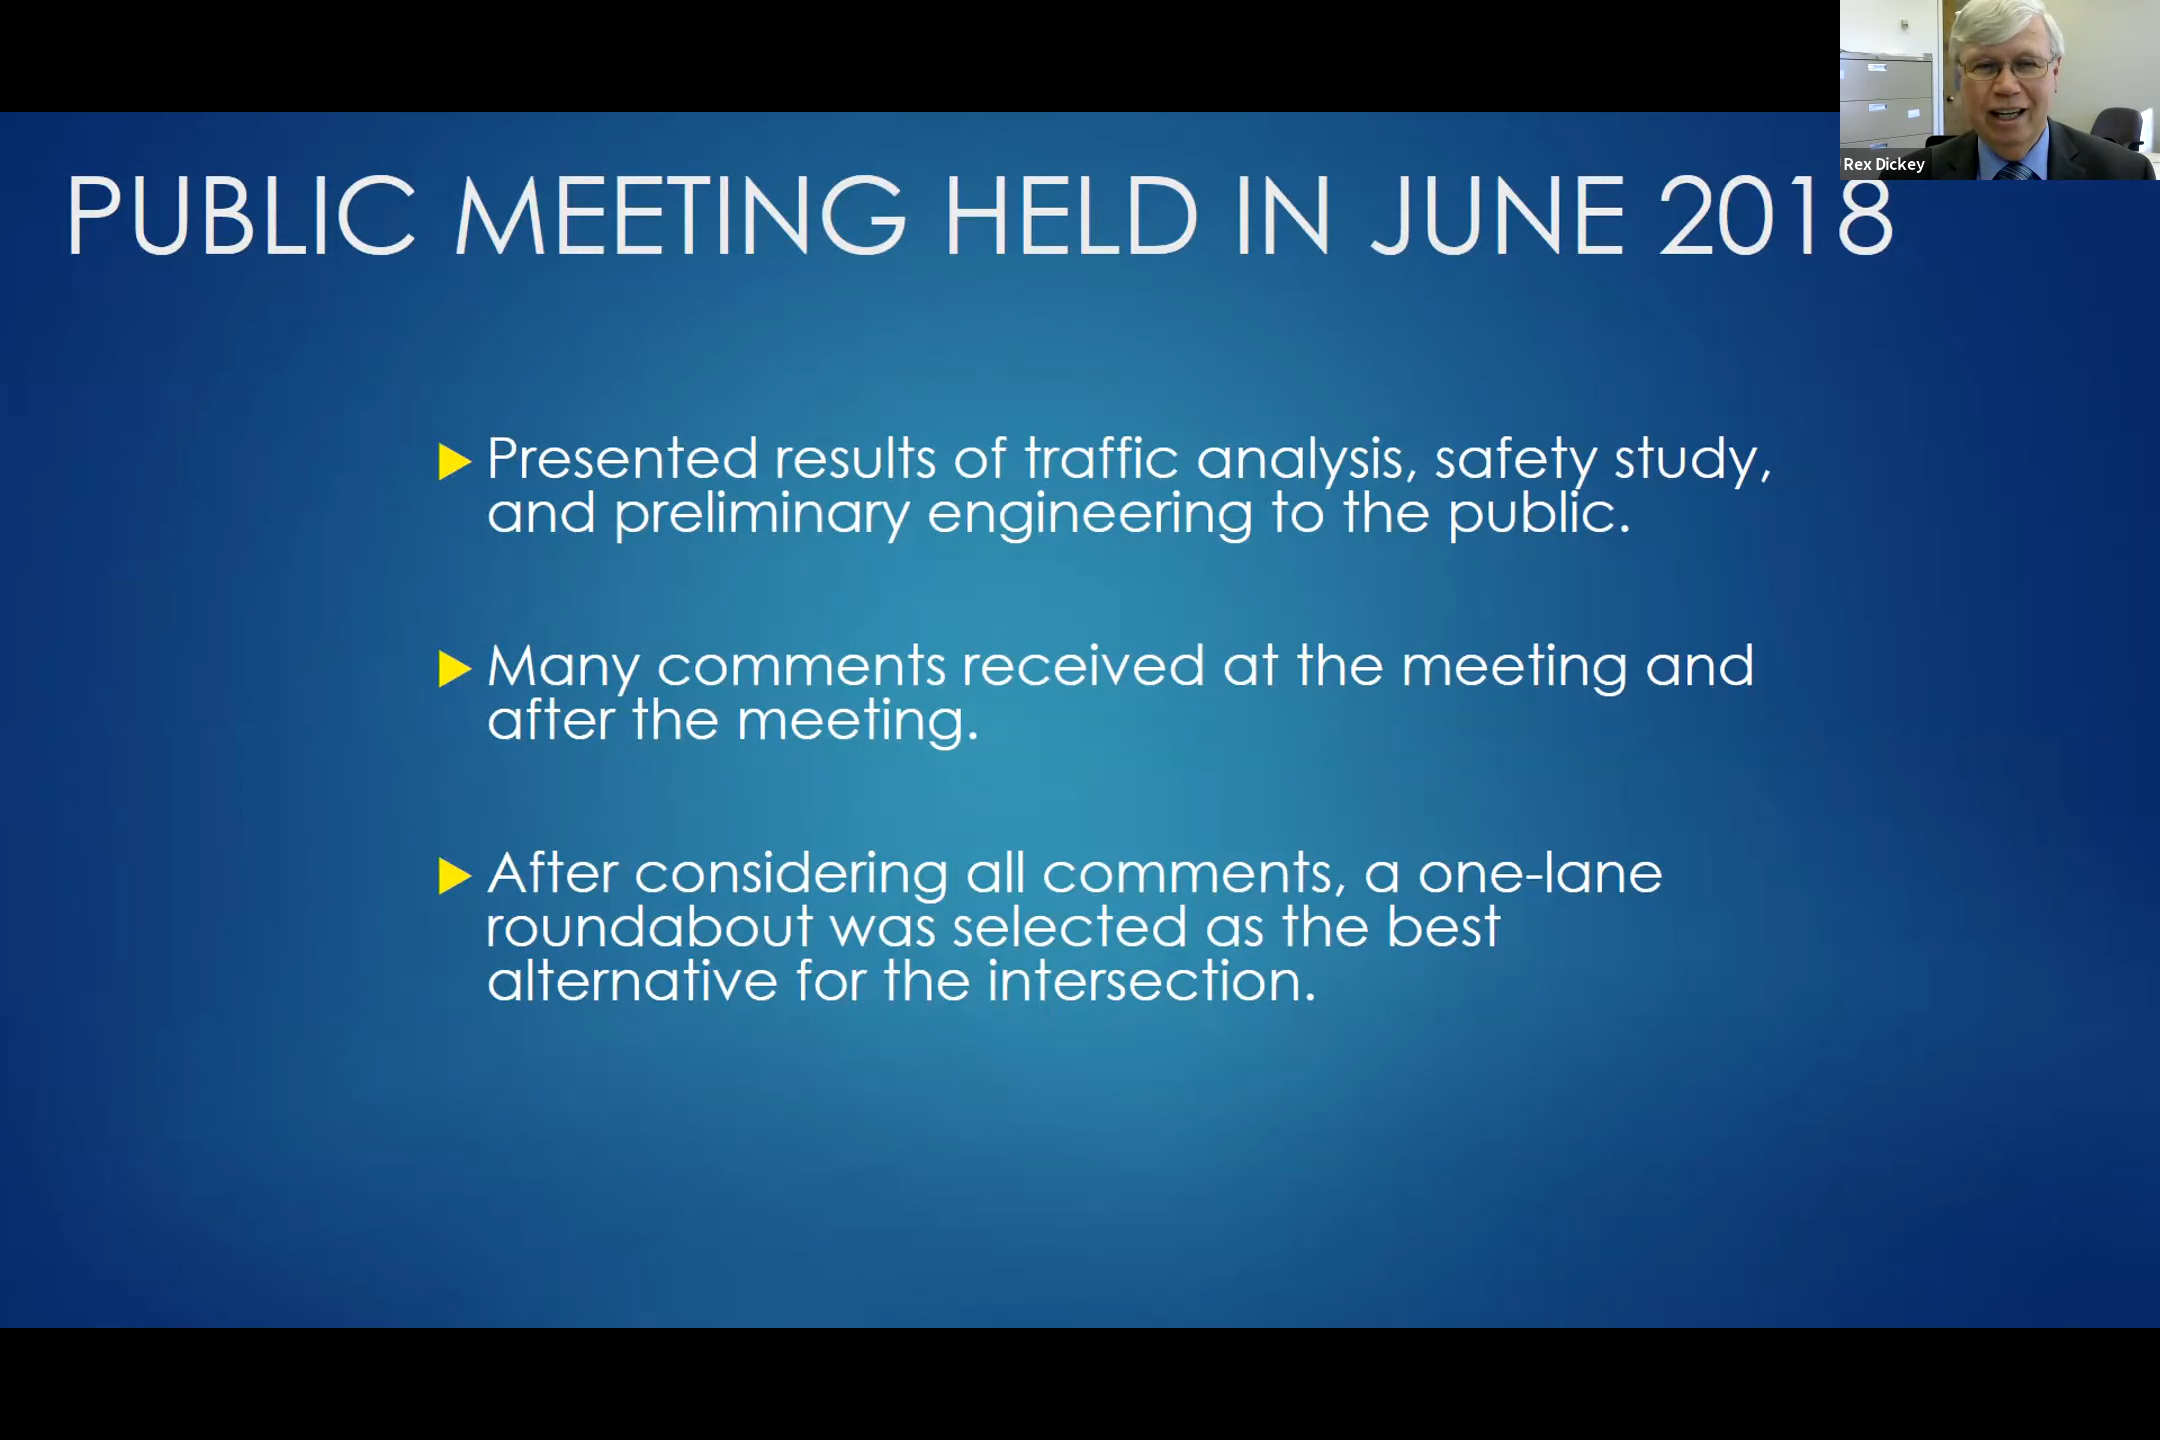 PUBLIC MEETING HELD IN JUNE 2018
Rex Dickey
Presented results of traffic analysis, safety study,
and preliminary engineering to the public.
Many comments received at the meeting and
after the meeting.
After considering all comments, a one-lane
roundabout was selected as the best
alternative for the intersection.